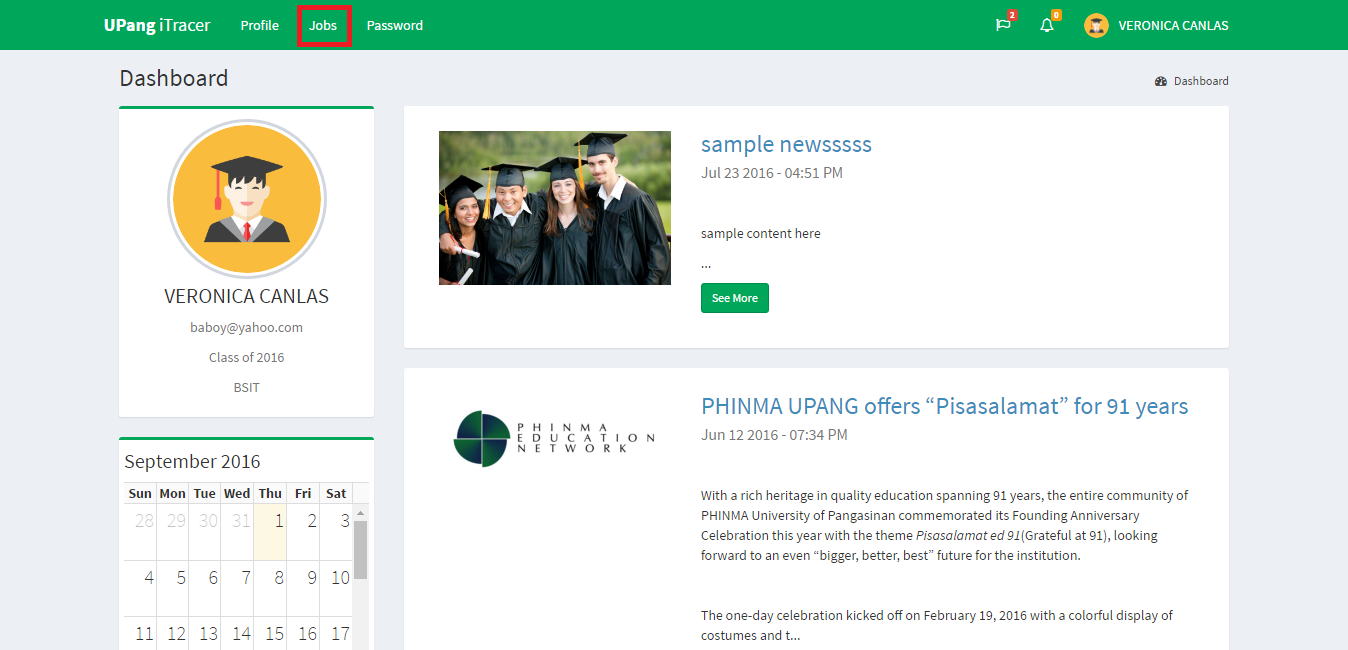 UPang iTracer Profile Jobs Password 2 0 VERONICA CANLAS
Dashboard
Dashboard
VERONICA CANLAS
baboy@yahoo.com
Class of 2016
BSIT
September 2016
Sun Mon Tue Wed Thu Fri Sat
28 29 30 31 1 2 3
4 5 6 7 8 9 10
11 12 13 14 15 16 17
sample newsssss
Jul 23 2016 - 04:51 PM
sample content here
...
See More
PHINMA
EDUCATION
NETWORK
PHINMA UPANG offers “Pisasalamat” for 91 years
Jun 12 2016 - 07:34 PM
With a rich heritage in quality education spanning 91 years, the entire community of
PHINMA University of Pangasinan commemorated its Founding Anniversary
Celebration this year with the theme Pisasalamat ed 91(Grateful at 91), looking
forward to an even “bigger, better, best” future for the institution.
The one-day celebration kicked off on February 19, 2016 with a colorful display of
costumes and t...